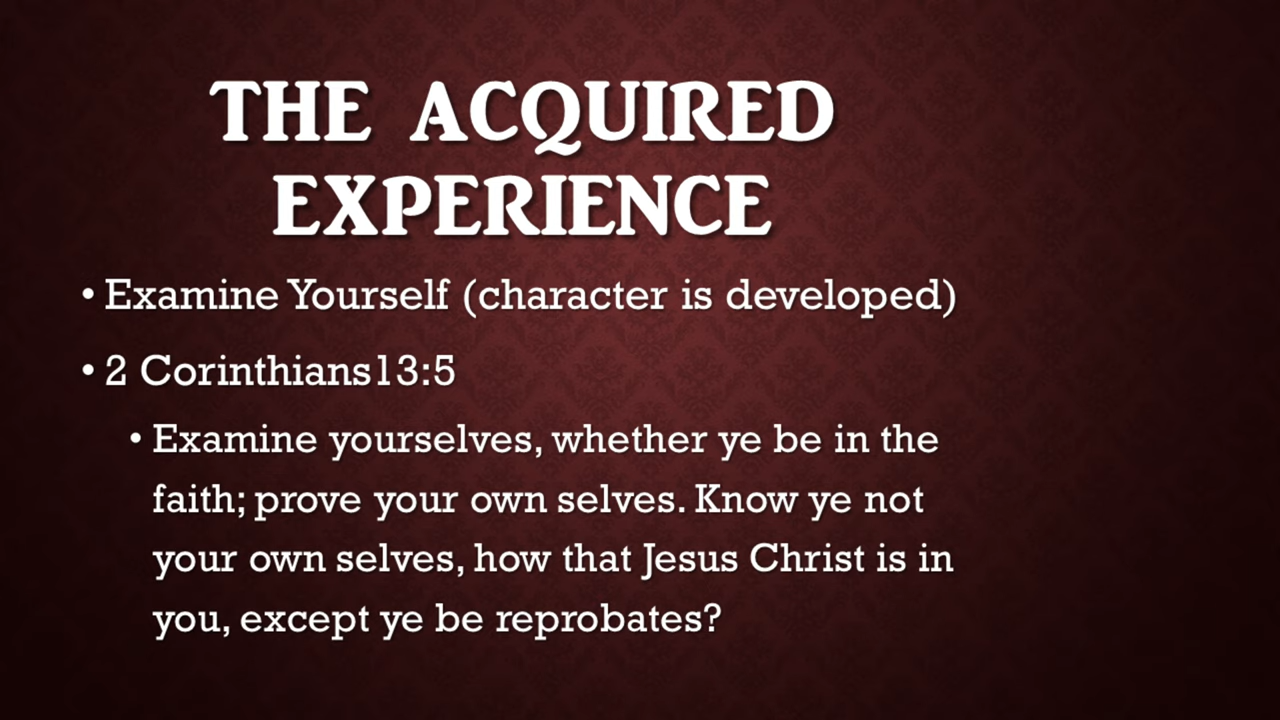 THE ACQUIRED
EXPERIENCE
• Examine Yourself (character is developed)
• 2 Corinthians13:5
• Examine yourselves, whether ye be in the
faith; prove your own selves. Know ye not
your own selves, how that Jesus Christ is in
you, except ye be reprobates?